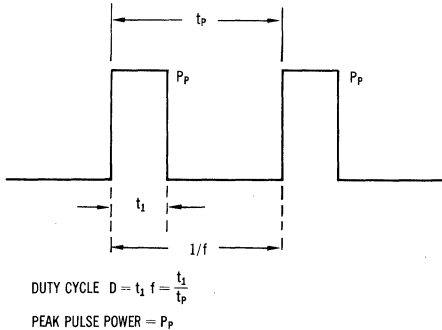 tₚ
Pₚ
Pₚ
t₁
1/f
DUTY CYCLE D = t₁ f = t₁/tₚ
PEAK PULSE POWER = Pₚ